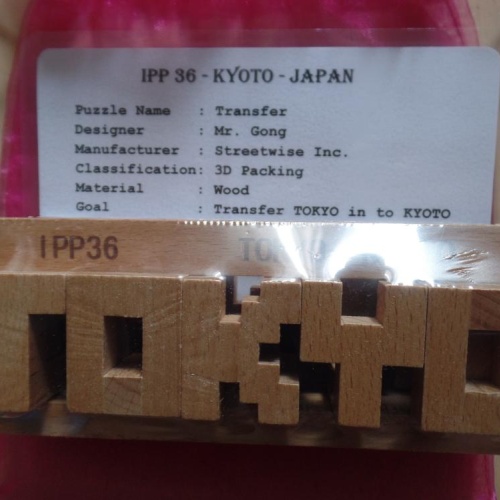 IPP 36 - KYOTO - JAPAN
Puzzle Name : Transfer
Designer : Mr. Gong
Manufacturer : Streetwise Inc.
Classification: 3D Packing
Material : Wood
Goal : Transfer TOKYO in to KYOTO
IPP36
TOKYO